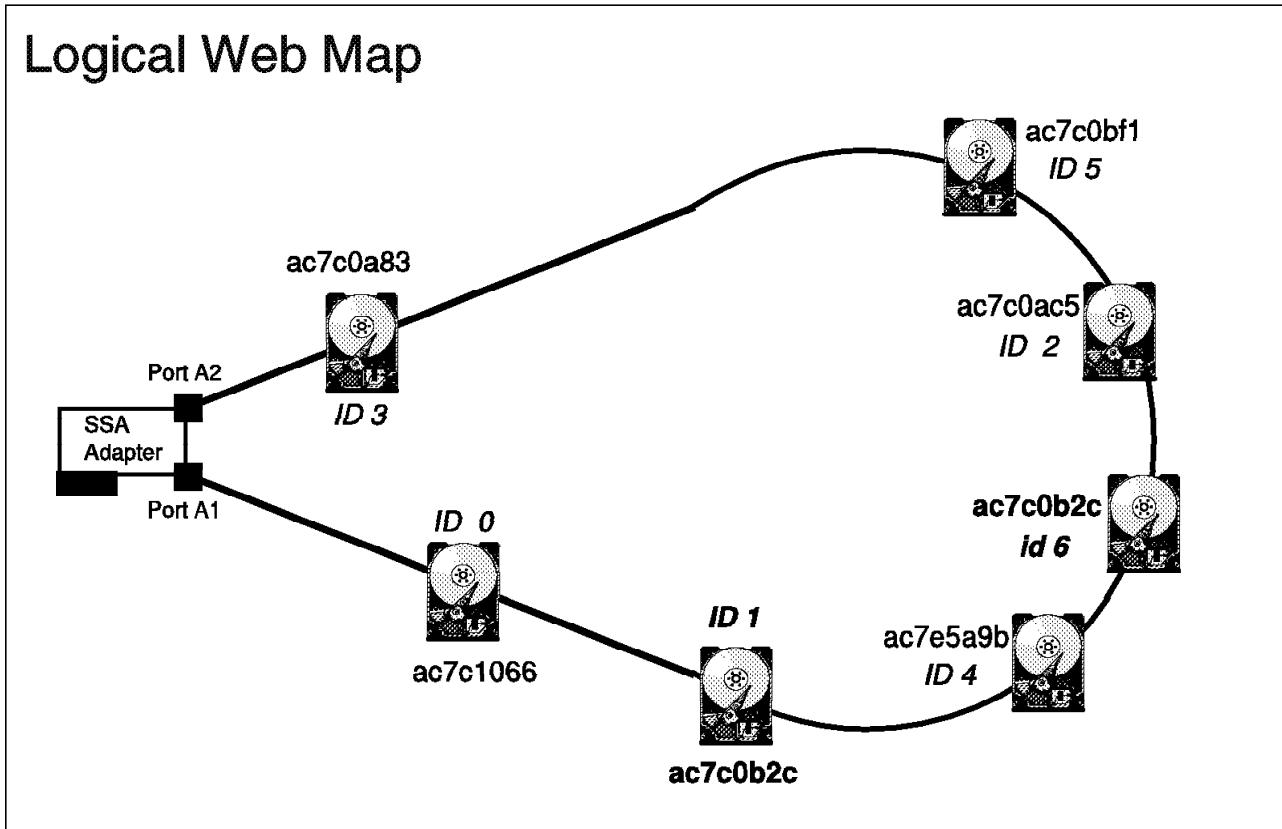 Logical Web Map
ac7c0bf1
ID 5
ac7c0a83
ac7c0ac5
ID 2
Port A2
ID 3
SSA
Adapter
Port A1
ac7c0b2c
id 6
ID 0
ID 1
ac7e5a9b
ID 4
ac7c1066
ac7c0b2c